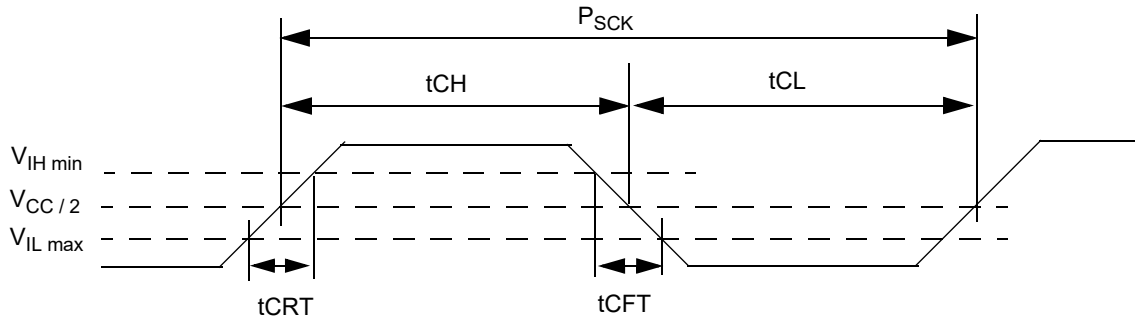 PSCK
tCH
tCL
VIH min
VCC / 2
VIL max
tCRT
tCFT